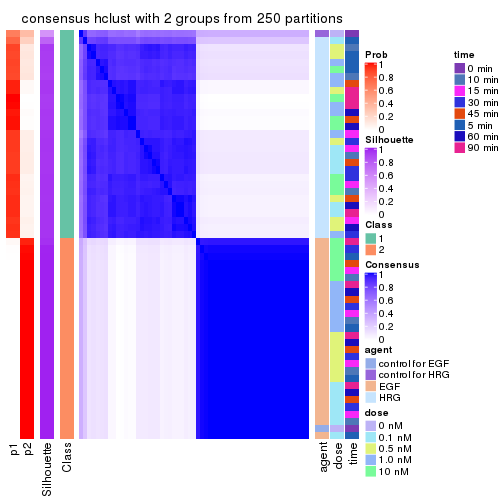 consensus hclust with 2 groups from 250 partitions
Prob
1
0.8
0.6
0.4
0.2
0
Silhouette
1
0.8
0.6
0.4
0.2
0
Class
1
2
Consensus
1
0.8
0.6
0.4
0.2
0
agent
control for EGF
control for HRG
EGF
HRG
dose
0 nM
0.1 nM
0.5 nM
1.0 nM
10 nM
time
0 min
10 min
15 min
30 min
45 min
5 min
60 min
90 min
p1
p2
Silhouette
Class
agent
dose
time